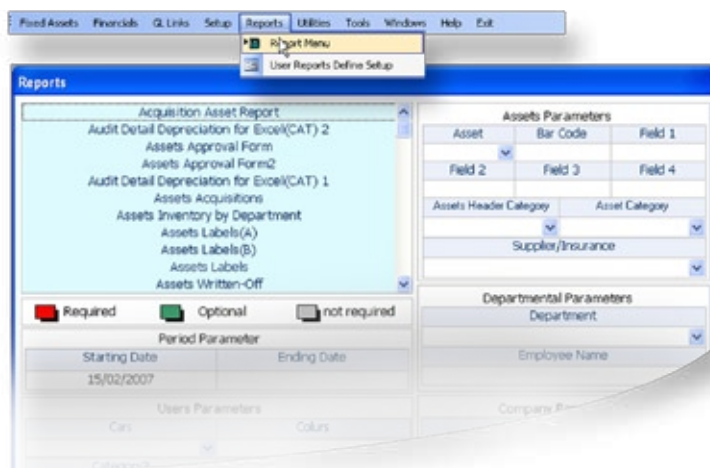 Fixed Assets Financials GL Links Setup Reports Utilities Tools Windows Help Exit
Report Menu
User Reports Define Setup
Reports
Acquisition Asset Report
Audit Detail Depreciation for Excel(CAT) 2
Assets Approval Form
Assets Approval Form2
Audit Detail Depreciation for Excel(CAT) 1
Assets Acquisitions
Assets Inventory by Department
Assets Labels(A)
Assets Labels(B)
Assets Labels
Assets Written-Off
Required Optional not required
Period Parameter
Starting Date Ending Date
15/02/2007
Users Parameters
Cars Colurs
Category2
Assets Parameters
Asset Bar Code Field 1
Field 2 Field 3 Field 4
Assets Header Category Asset Category
Supplier/Insurance
Departmental Parameters
Department
Employee Name
Company